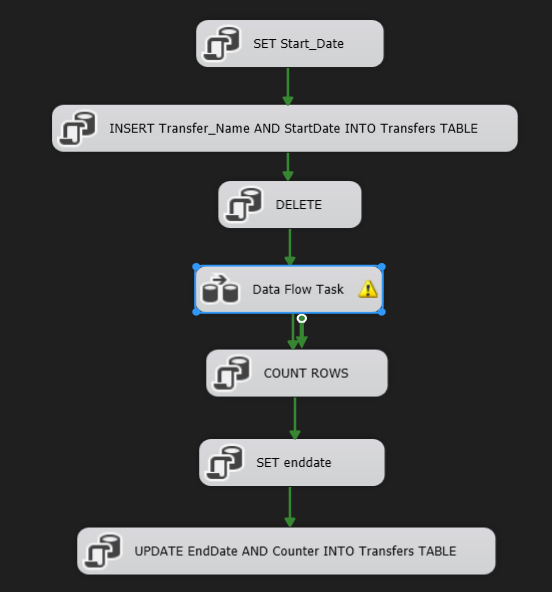 SET Start_Date
INSERT Transfer_Name AND StartDate INTO Transfers TABLE
DELETE
Data Flow Task
COUNT ROWS
SET enddate
UPDATE EndDate AND Counter INTO Transfers TABLE